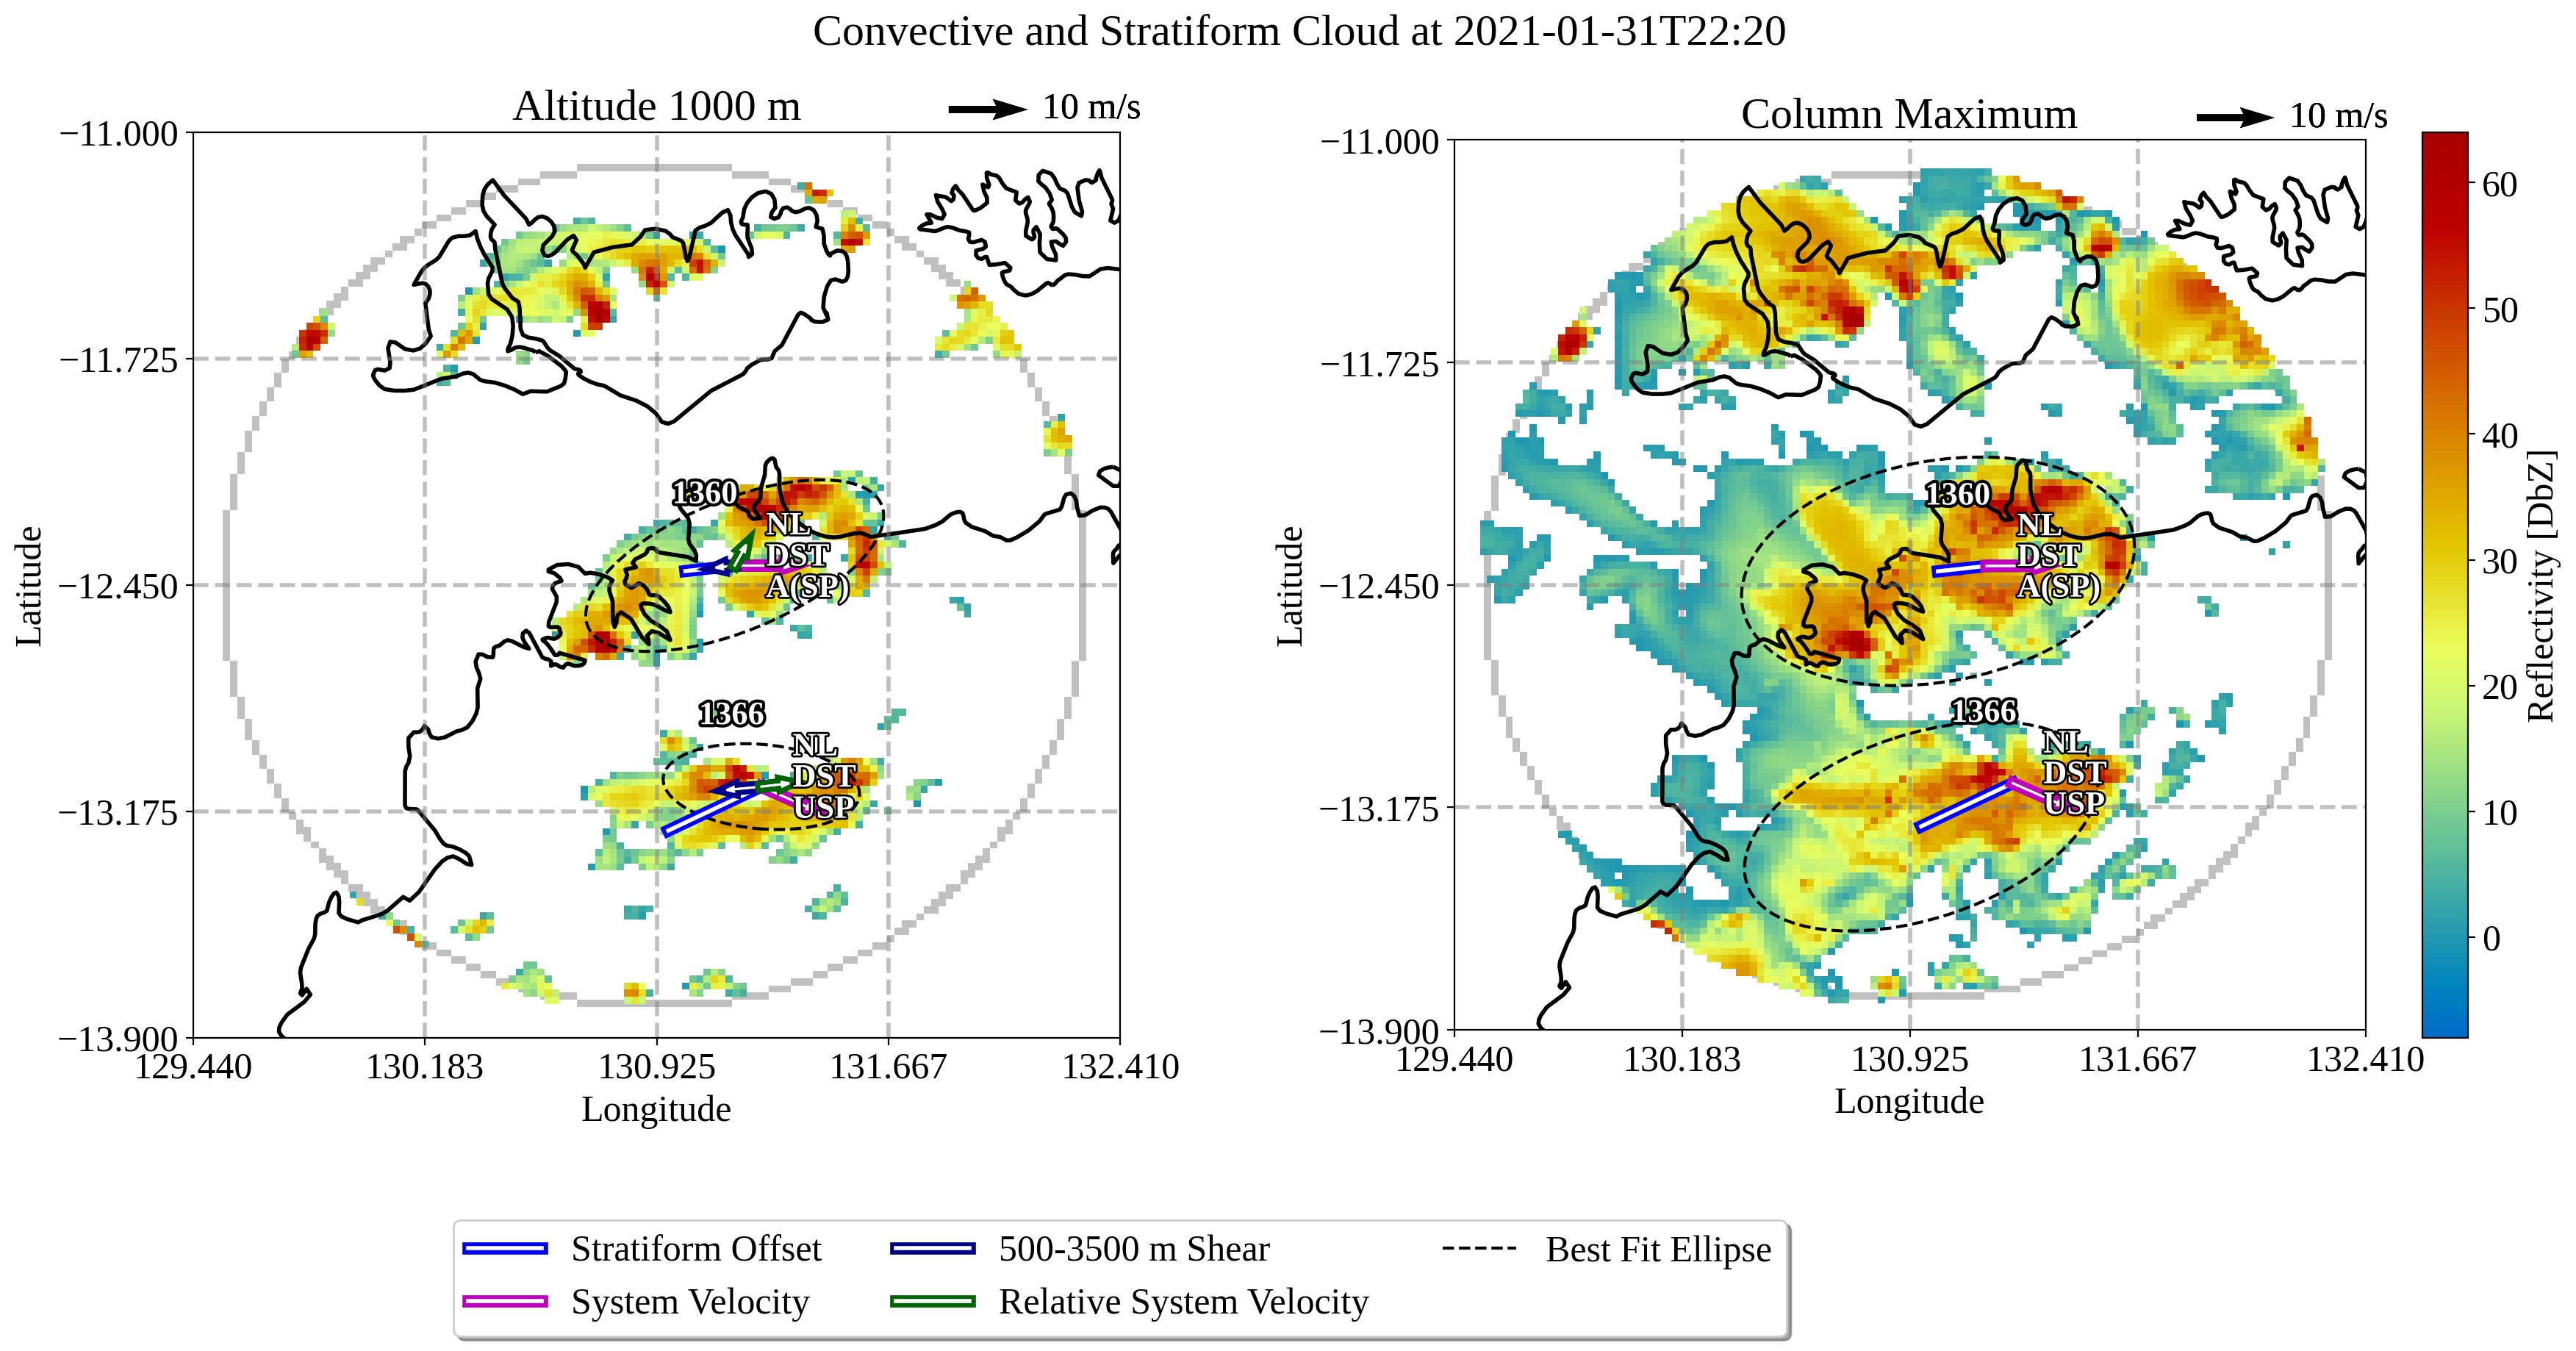 Convective and Stratiform Cloud at 2021-01-31T22:20
Altitude 1000 m
10 m/s
Latitude
−11.000
−11.725
−12.450
−13.175
−13.900
1360
NL
DST
A(SP)
1366
NL
DST
USP
129.440
130.183
130.925
131.667
132.410
Longitude
Column Maximum
10 m/s
Latitude
−11.000
−11.725
−12.450
−13.175
−13.900
1360
NL
DST
A(SP)
1366
NL
DST
USP
129.440
130.183
130.925
131.667
132.410
Longitude
60
50
40
30
20
10
0
Reflectivity [DbZ]
Stratiform Offset
System Velocity
500-3500 m Shear
Relative System Velocity
Best Fit Ellipse